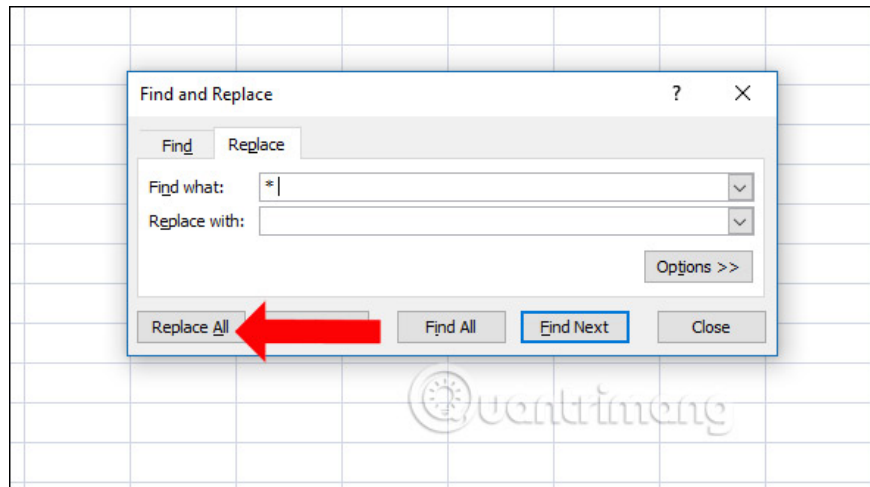 Find and Replace ? ×
Find Replace
Find what: *
Replace with:
Options >>
Replace All Find All Find Next Close
Quantrimang